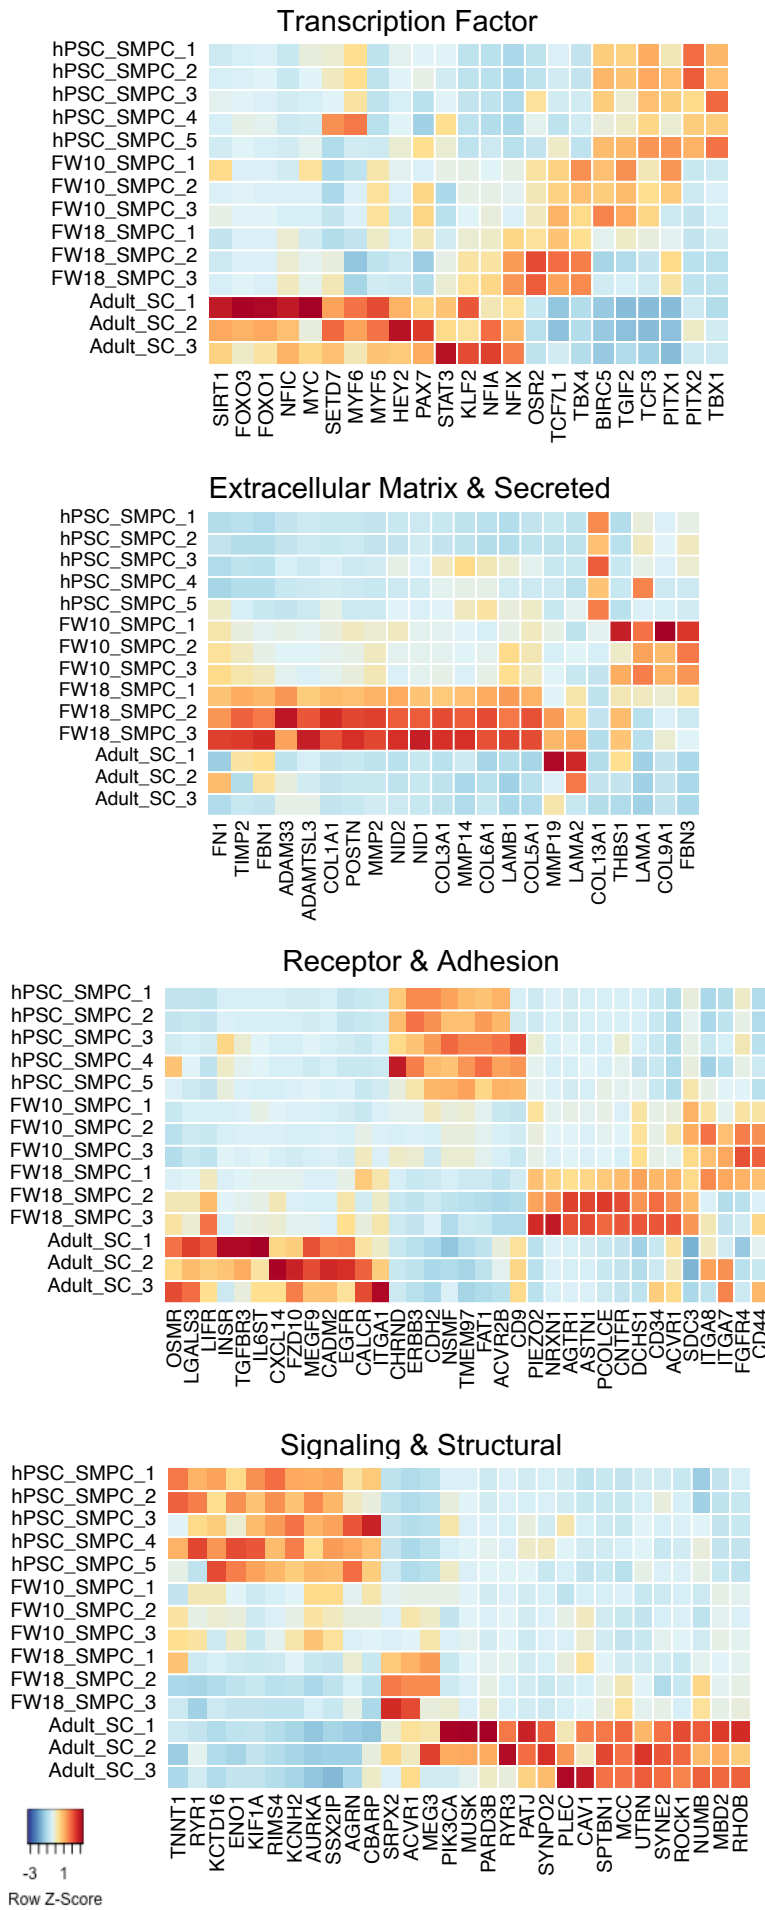 Transcription Factor
hPSC_SMPC_1
hPSC_SMPC_2
hPSC_SMPC_3
hPSC_SMPC_4
hPSC_SMPC_5
FW10_SMPC_1
FW10_SMPC_2
FW10_SMPC_3
FW18_SMPC_1
FW18_SMPC_2
FW18_SMPC_3
Adult_SC_1
Adult_SC_2
Adult_SC_3
SIRT1
FOXO3
FOXO1
NFIC
MYC
SETD7
MYF6
MYF5
HEY2
PAX7
STAT3
KLF2
NFIA
NFIX
OSR2
TCF7L1
TBX4
BIRC5
TGIF2
TCF3
PITX1
PITX2
TBX1
Extracellular Matrix & Secreted
hPSC_SMPC_1
hPSC_SMPC_2
hPSC_SMPC_3
hPSC_SMPC_4
hPSC_SMPC_5
FW10_SMPC_1
FW10_SMPC_2
FW10_SMPC_3
FW18_SMPC_1
FW18_SMPC_2
FW18_SMPC_3
Adult_SC_1
Adult_SC_2
Adult_SC_3
FN1
TIMP2
FBN1
ADAM33
ADAMTSL3
COL1A1
POSTN
MMP2
NID2
NID1
COL3A1
MMP14
COL6A1
LAMB1
COL5A1
MMP19
LAMA2
COL13A1
THBS1
LAMA1
COL9A1
FBN3
Receptor & Adhesion
hPSC_SMPC_1
hPSC_SMPC_2
hPSC_SMPC_3
hPSC_SMPC_4
hPSC_SMPC_5
FW10_SMPC_1
FW10_SMPC_2
FW10_SMPC_3
FW18_SMPC_1
FW18_SMPC_2
FW18_SMPC_3
Adult_SC_1
Adult_SC_2
Adult_SC_3
OSMR
LGALS3
LIFR
INSR
TGFBR3
IL6ST
CXCL14
FZD10
MEGF9
CADM2
EGFR
CALCR
ITGA1
CHRND
ERBB3
CDH2
NSMF
TMEM97
FAT1
ACVR2B
CD9
PIEZO2
NRXN1
AGTR1
ASTN1
PCOLCE
CNTFR
DCHS1
CD34
ACVR1
SDC3
ITGA8
ITGA7
FGFR4
CD44
Signaling & Structural
hPSC_SMPC_1
hPSC_SMPC_2
hPSC_SMPC_3
hPSC_SMPC_4
hPSC_SMPC_5
FW10_SMPC_1
FW10_SMPC_2
FW10_SMPC_3
FW18_SMPC_1
FW18_SMPC_2
FW18_SMPC_3
Adult_SC_1
Adult_SC_2
Adult_SC_3
TNNT1
RYR1
KCTD16
ENO1
KIF1A
RIMS4
KCNH2
AURKA
SSX2IP
AGRN
CBARP
SRPX2
ACVR1
MEG3
PIK3CA
MUSK
PARD3B
RYR3
PATJ
SYNPO2
PLEC
CAV1
SPTBN1
MCC
UTRN
SYNE2
ROCK1
NUMB
MBD2
RHOB
-3 1
Row Z-Score